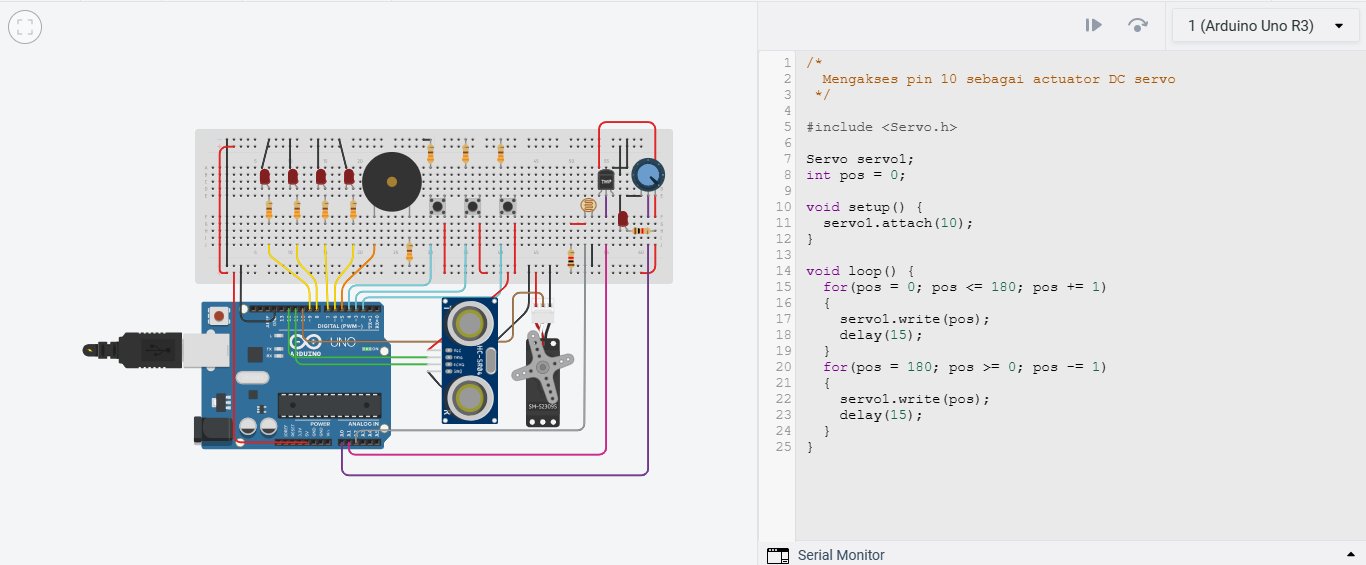 1 (Arduino Uno R3)
1 /*
2   Mengakses pin 10 sebagai actuator DC servo
3  */
4
5 #include <Servo.h>
6
7 Servo servo1;
8 int pos = 0;
9
10 void setup() {
11   servo1.attach(10);
12 }
13
14 void loop() {
15   for(pos = 0; pos <= 180; pos += 1)
16   {
17     servo1.write(pos);
18     delay(15);
19   }
20   for(pos = 180; pos >= 0; pos -= 1)
21   {
22     servo1.write(pos);
23     delay(15);
24   }
25 }
TMP
DIGITAL (PWM~)
UNO
ARDUINO
POWER
ANALOG IN
HC-SR04
SM-S2309S
Serial Monitor